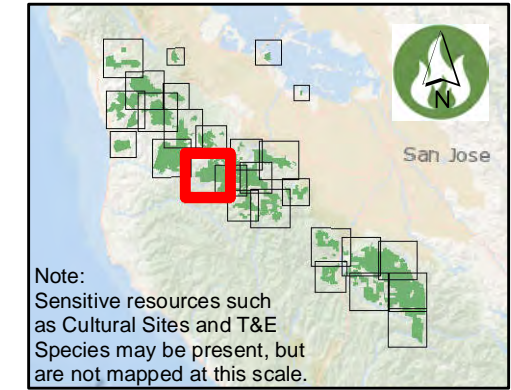 N
San Jose
Note:
Sensitive resources such
as Cultural Sites and T&E
Species may be present, but
are not mapped at this scale.